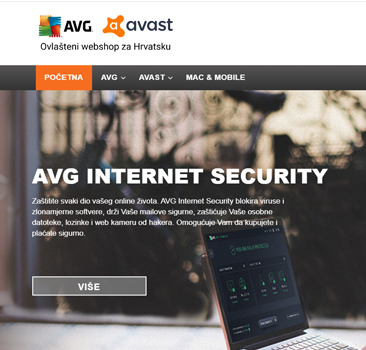 AVG. avast
Ovlašteni webshop za Hrvatsku
POČETNA AVG AVAST MAC & MOBILE
AVG INTERNET SECURITY
Zaštitite svaki dio vašeg online života. AVG Internet Security blokira viruse i
zlonamjerne softvere, drži Vaše mailove sigurne, zaštićuje Vaše osobne
datoteke, lozinke i web kameru od hakera. Omogućuje Vam da kupujete i
plaćate sigurno.
VIŠE